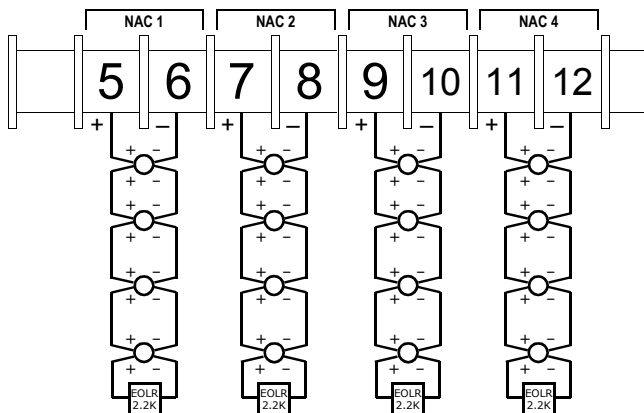 NAC 1 NAC 2 NAC 3 NAC 4
5 6 7 8 9 10 11 12
+ − + − + − + −
+ − + − + − + −
+ − + − + − + −
+ − + − + − + −
+ − + − + − + −
+ − + − + − + −
+ − + − + − + −
+ − + − + − + −
+ − + − + − + −
EOLR EOLR EOLR EOLR
2.2K 2.2K 2.2K 2.2K